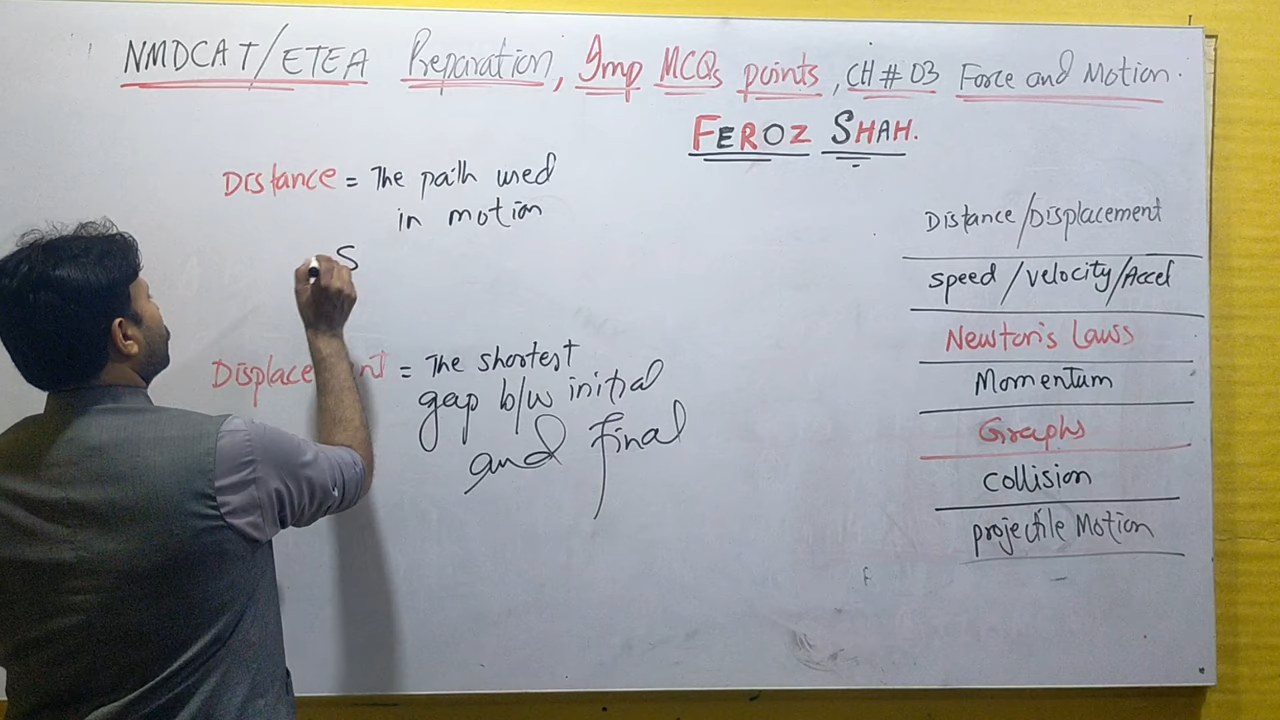 NMDCAT/ETEA Preparation, Imp MCQs points, CH # 03 Force and Motion.
FEROZ SHAH.
Distance = The path used
in motion
S
Displace nt = The shortest
gap b/w initial
and final
Distance/Displacement
speed/velocity/Accel
Newton's Laws
Momentum
Graphs
collision
projectile Motion